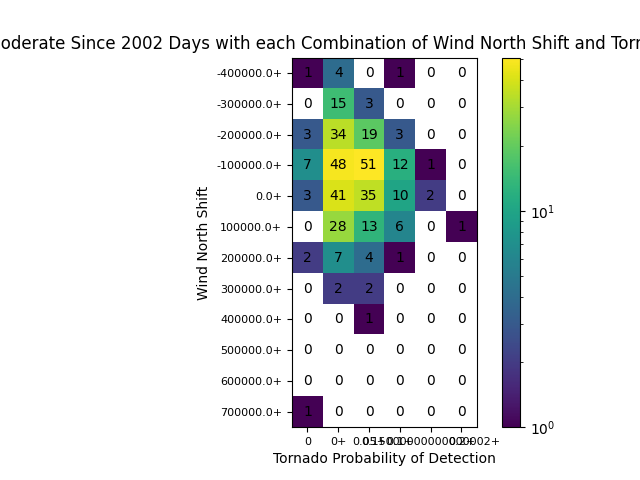 oderate Since 2002 Days with each Combination of Wind North Shift and Tor
-400000.0+ 1 4 0 1 0 0
-300000.0+ 0 15 3 0 0 0
-200000.0+ 3 34 19 3 0 0
-100000.0+ 7 48 51 12 1 0
0.0+ 3 41 35 10 2 0
100000.0+ 0 28 13 6 0 1
200000.0+ 2 7 4 1 0 0
300000.0+ 0 2 2 0 0 0
400000.0+ 0 0 1 0 0 0
500000.0+ 0 0 0 0 0 0
600000.0+ 0 0 0 0 0 0
700000.0+ 1 0 0 0 0 0
0 0+
Tornado Probability of Detection
Wind North Shift
10¹
10⁰